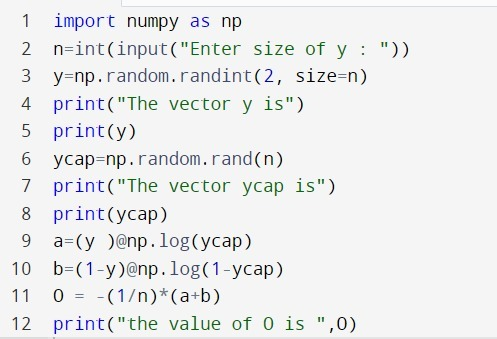 1 import numpy as np
2 n=int(input("Enter size of y : "))
3 y=np.random.randint(2, size=n)
4 print("The vector y is")
5 print(y)
6 ycap=np.random.rand(n)
7 print("The vector ycap is")
8 print(ycap)
9 a=(y )@np.log(ycap)
10 b=(1-y)@np.log(1-ycap)
11 O = -(1/n)*(a+b)
12 print("the value of O is ",O)